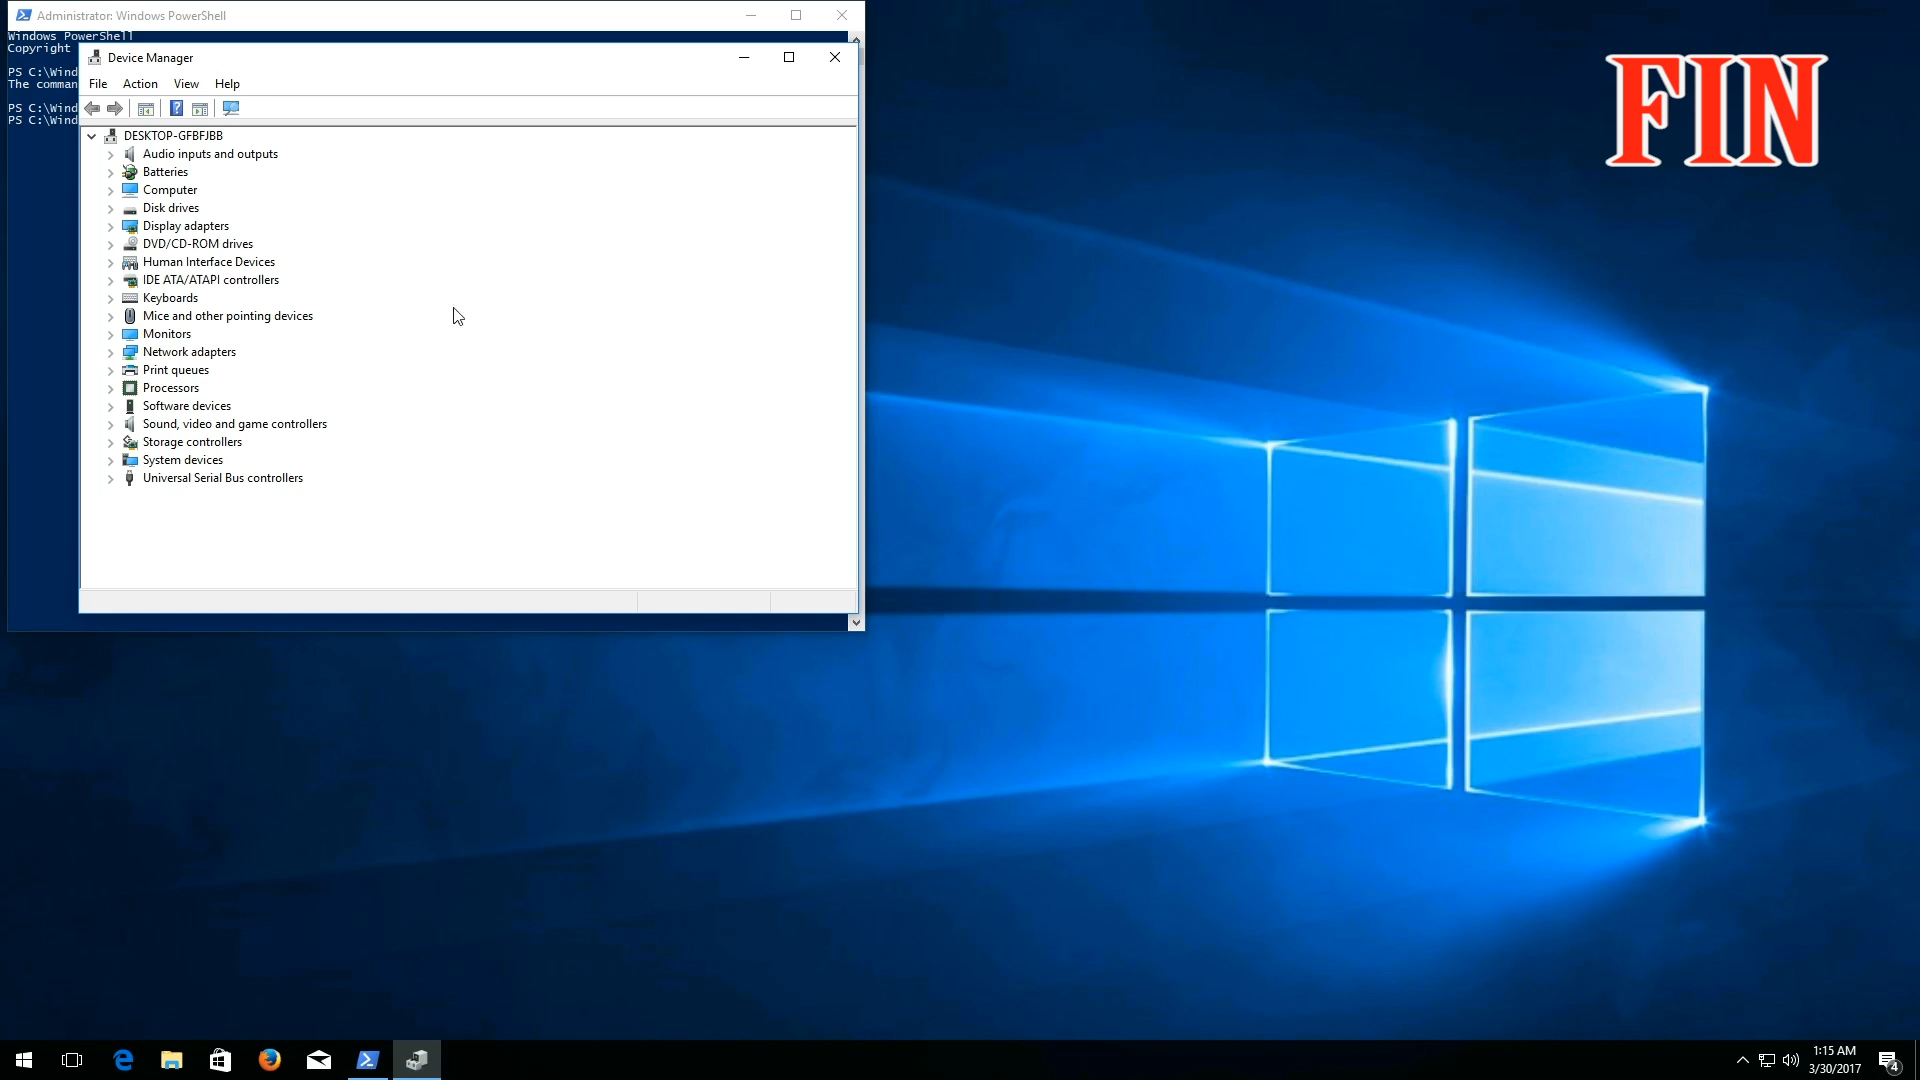 Administrator: Windows PowerShell
Windows PowerShell
Copyright
PS C:\Wind
The comman
PS C:\Wind
PS C:\Wind
Device Manager
File Action View Help
DESKTOP-GFBFJBB
Audio inputs and outputs
Batteries
Computer
Disk drives
Display adapters
DVD/CD-ROM drives
Human Interface Devices
IDE ATA/ATAPI controllers
Keyboards
Mice and other pointing devices
Monitors
Network adapters
Print queues
Processors
Software devices
Sound, video and game controllers
Storage controllers
System devices
Universal Serial Bus controllers
FIN
1:15 AM
3/30/2017
4